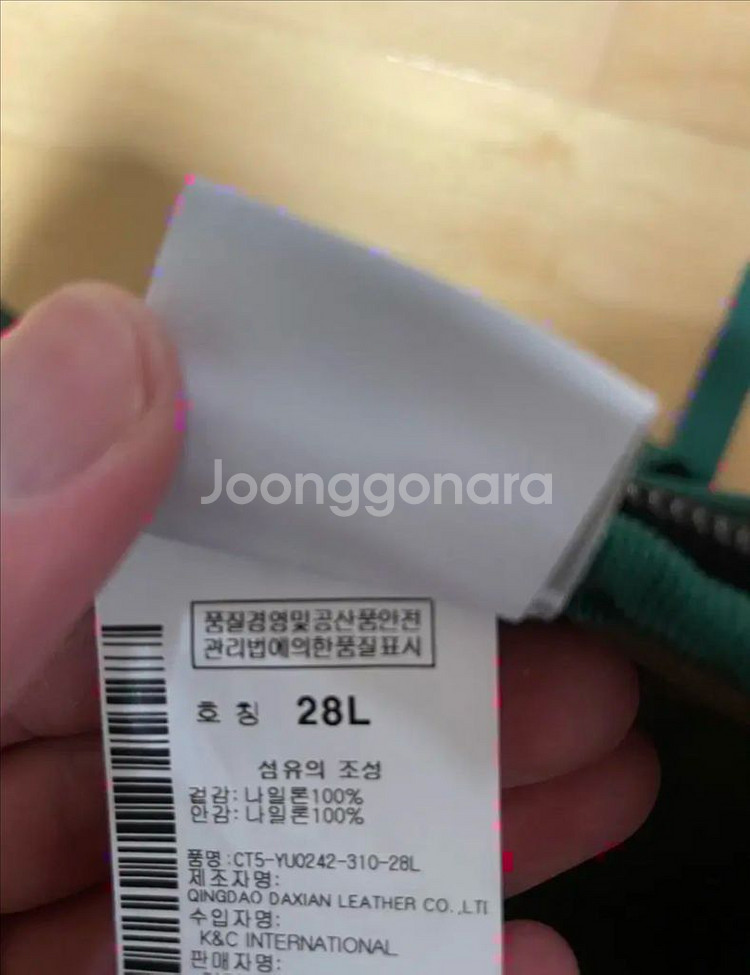 Joonggonara
품질경영및공산품안전
관리법에의한품질표시
호 칭 28L
섬유의 조성
겉감: 나일론100%
안감: 나일론100%
품명:CT5-YU0242-310-28L
제조자명:
QINGDAO DAXIAN LEATHER CO.,LT
수입자명:
K&C INTERNATIONAL
판매자명: